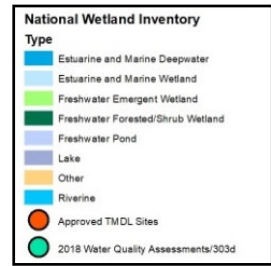 National Wetland Inventory
Type
Estuarine and Marine Deepwater
Estuarine and Marine Wetland
Freshwater Emergent Wetland
Freshwater Forested/Shrub Wetland
Freshwater Pond
Lake
Other
Riverine
Approved TMDL Sites
2018 Water Quality Assessments/303d